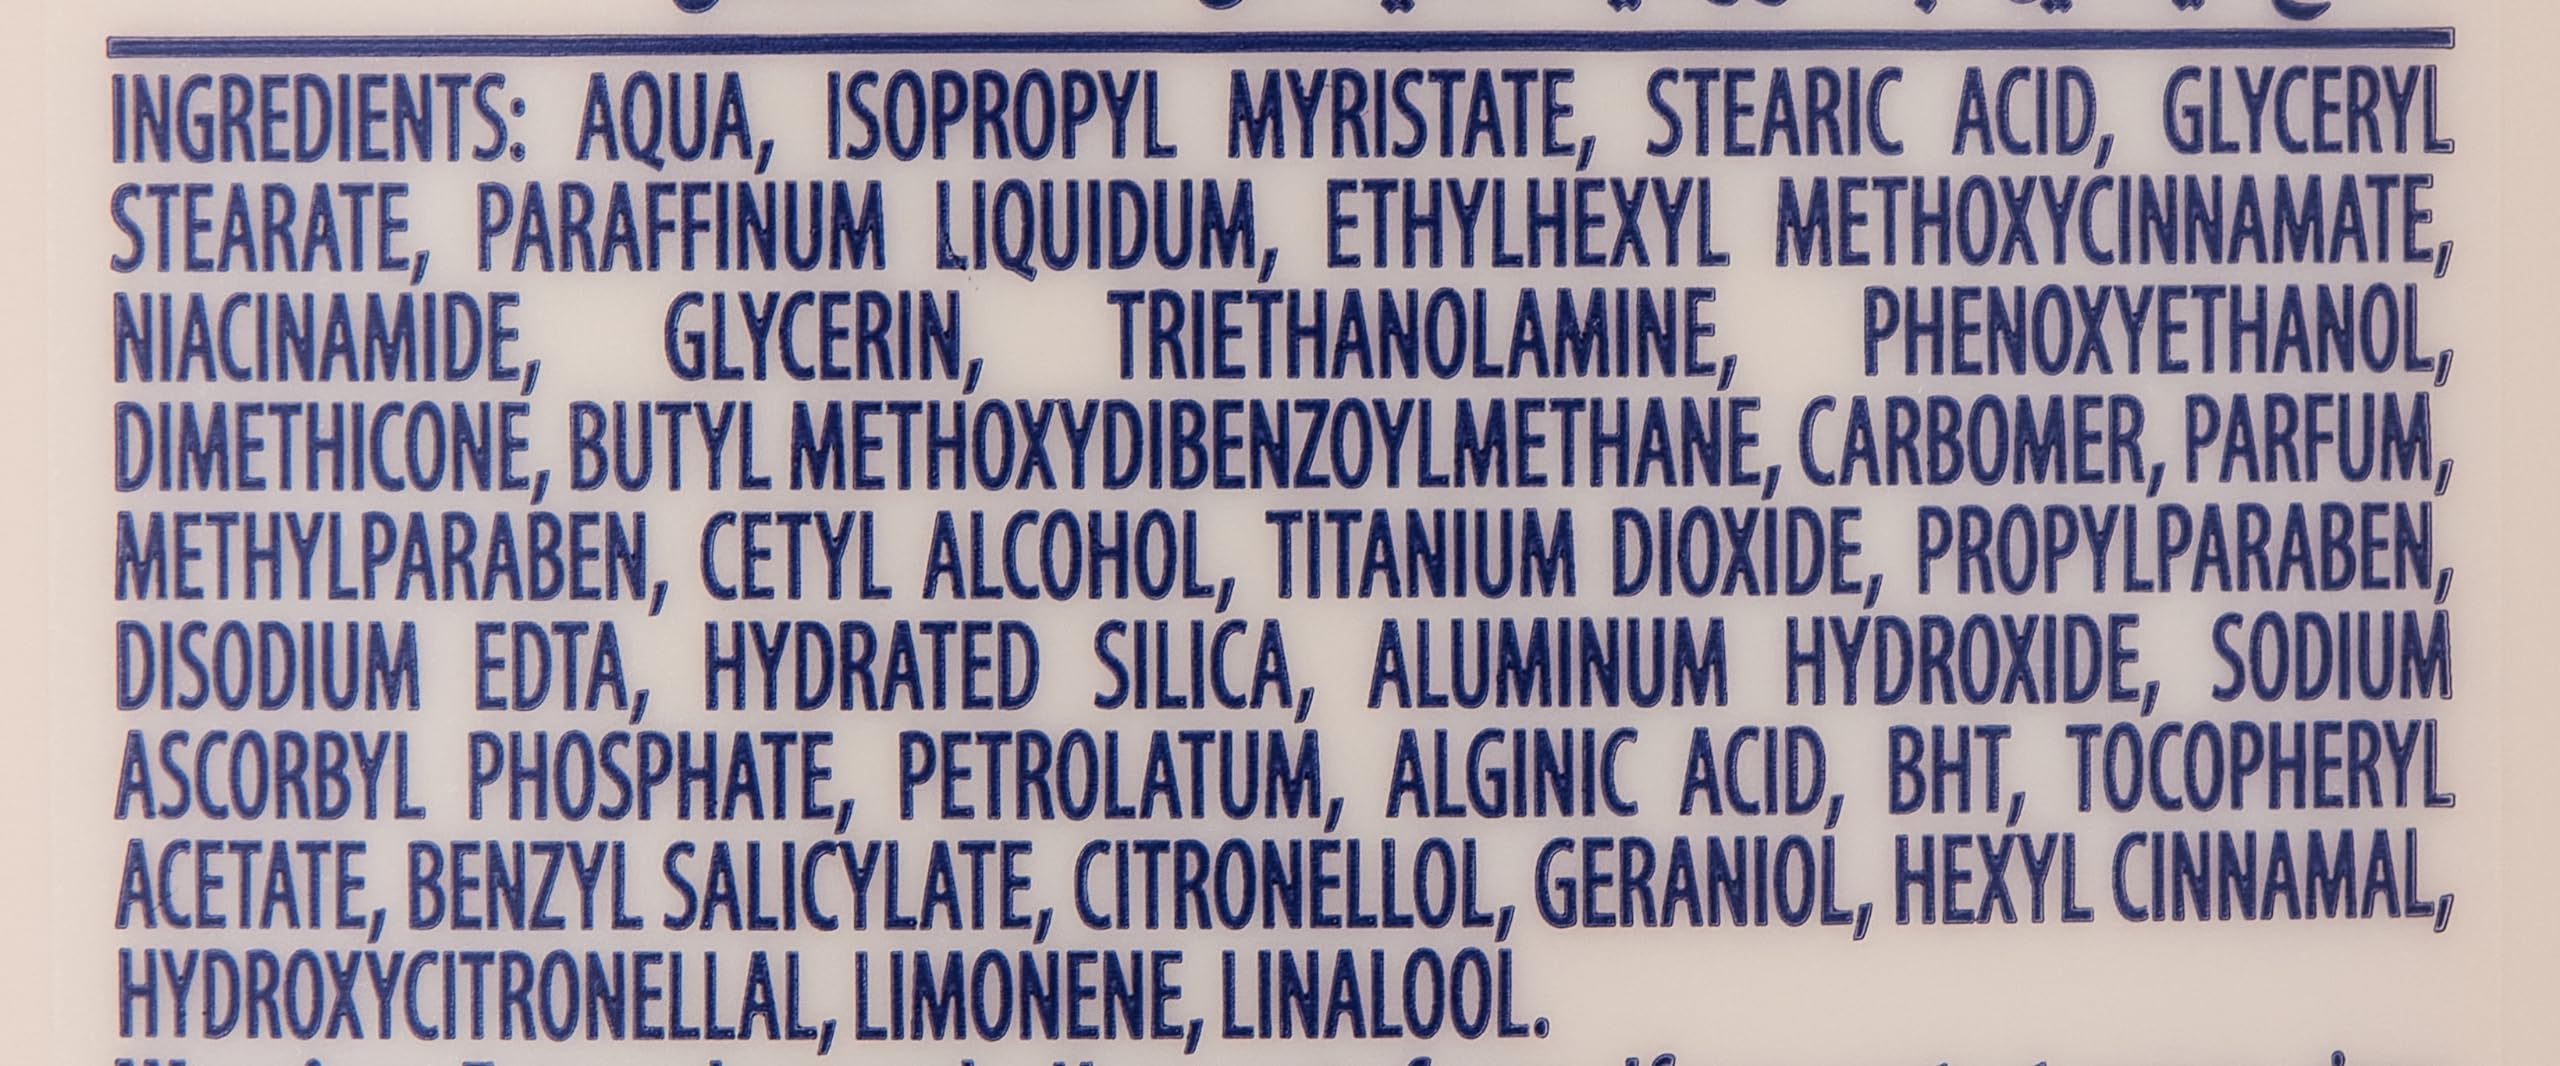 INGREDIENTS: AQUA, ISOPROPYL MYRISTATE, STEARIC ACID, GLYCERYL
STEARATE, PARAFFINUM LIQUIDUM, ETHYLHEXYL METHOXYCINNAMATE,
NIACINAMIDE, GLYCERIN, TRIETHANOLAMINE, PHENOXYETHANOL,
DIMETHICONE, BUTYL METHOXYDIBENZOYLMETHANE, CARBOMER, PARFUM,
METHYLPARABEN, CETYL ALCOHOL, TITANIUM DIOXIDE, PROPYLPARABEN,
DISODIUM EDTA, HYDRATED SILICA, ALUMINUM HYDROXIDE, SODIUM
ASCORBYL PHOSPHATE, PETROLATUM, ALGINIC ACID, BHT, TOCOPHERYL
ACETATE, BENZYL SALICYLATE, CITRONELLOL, GERANIOL, HEXYL CINNAMAL,
HYDROXYCITRONELLAL, LIMONENE, LINALOOL.